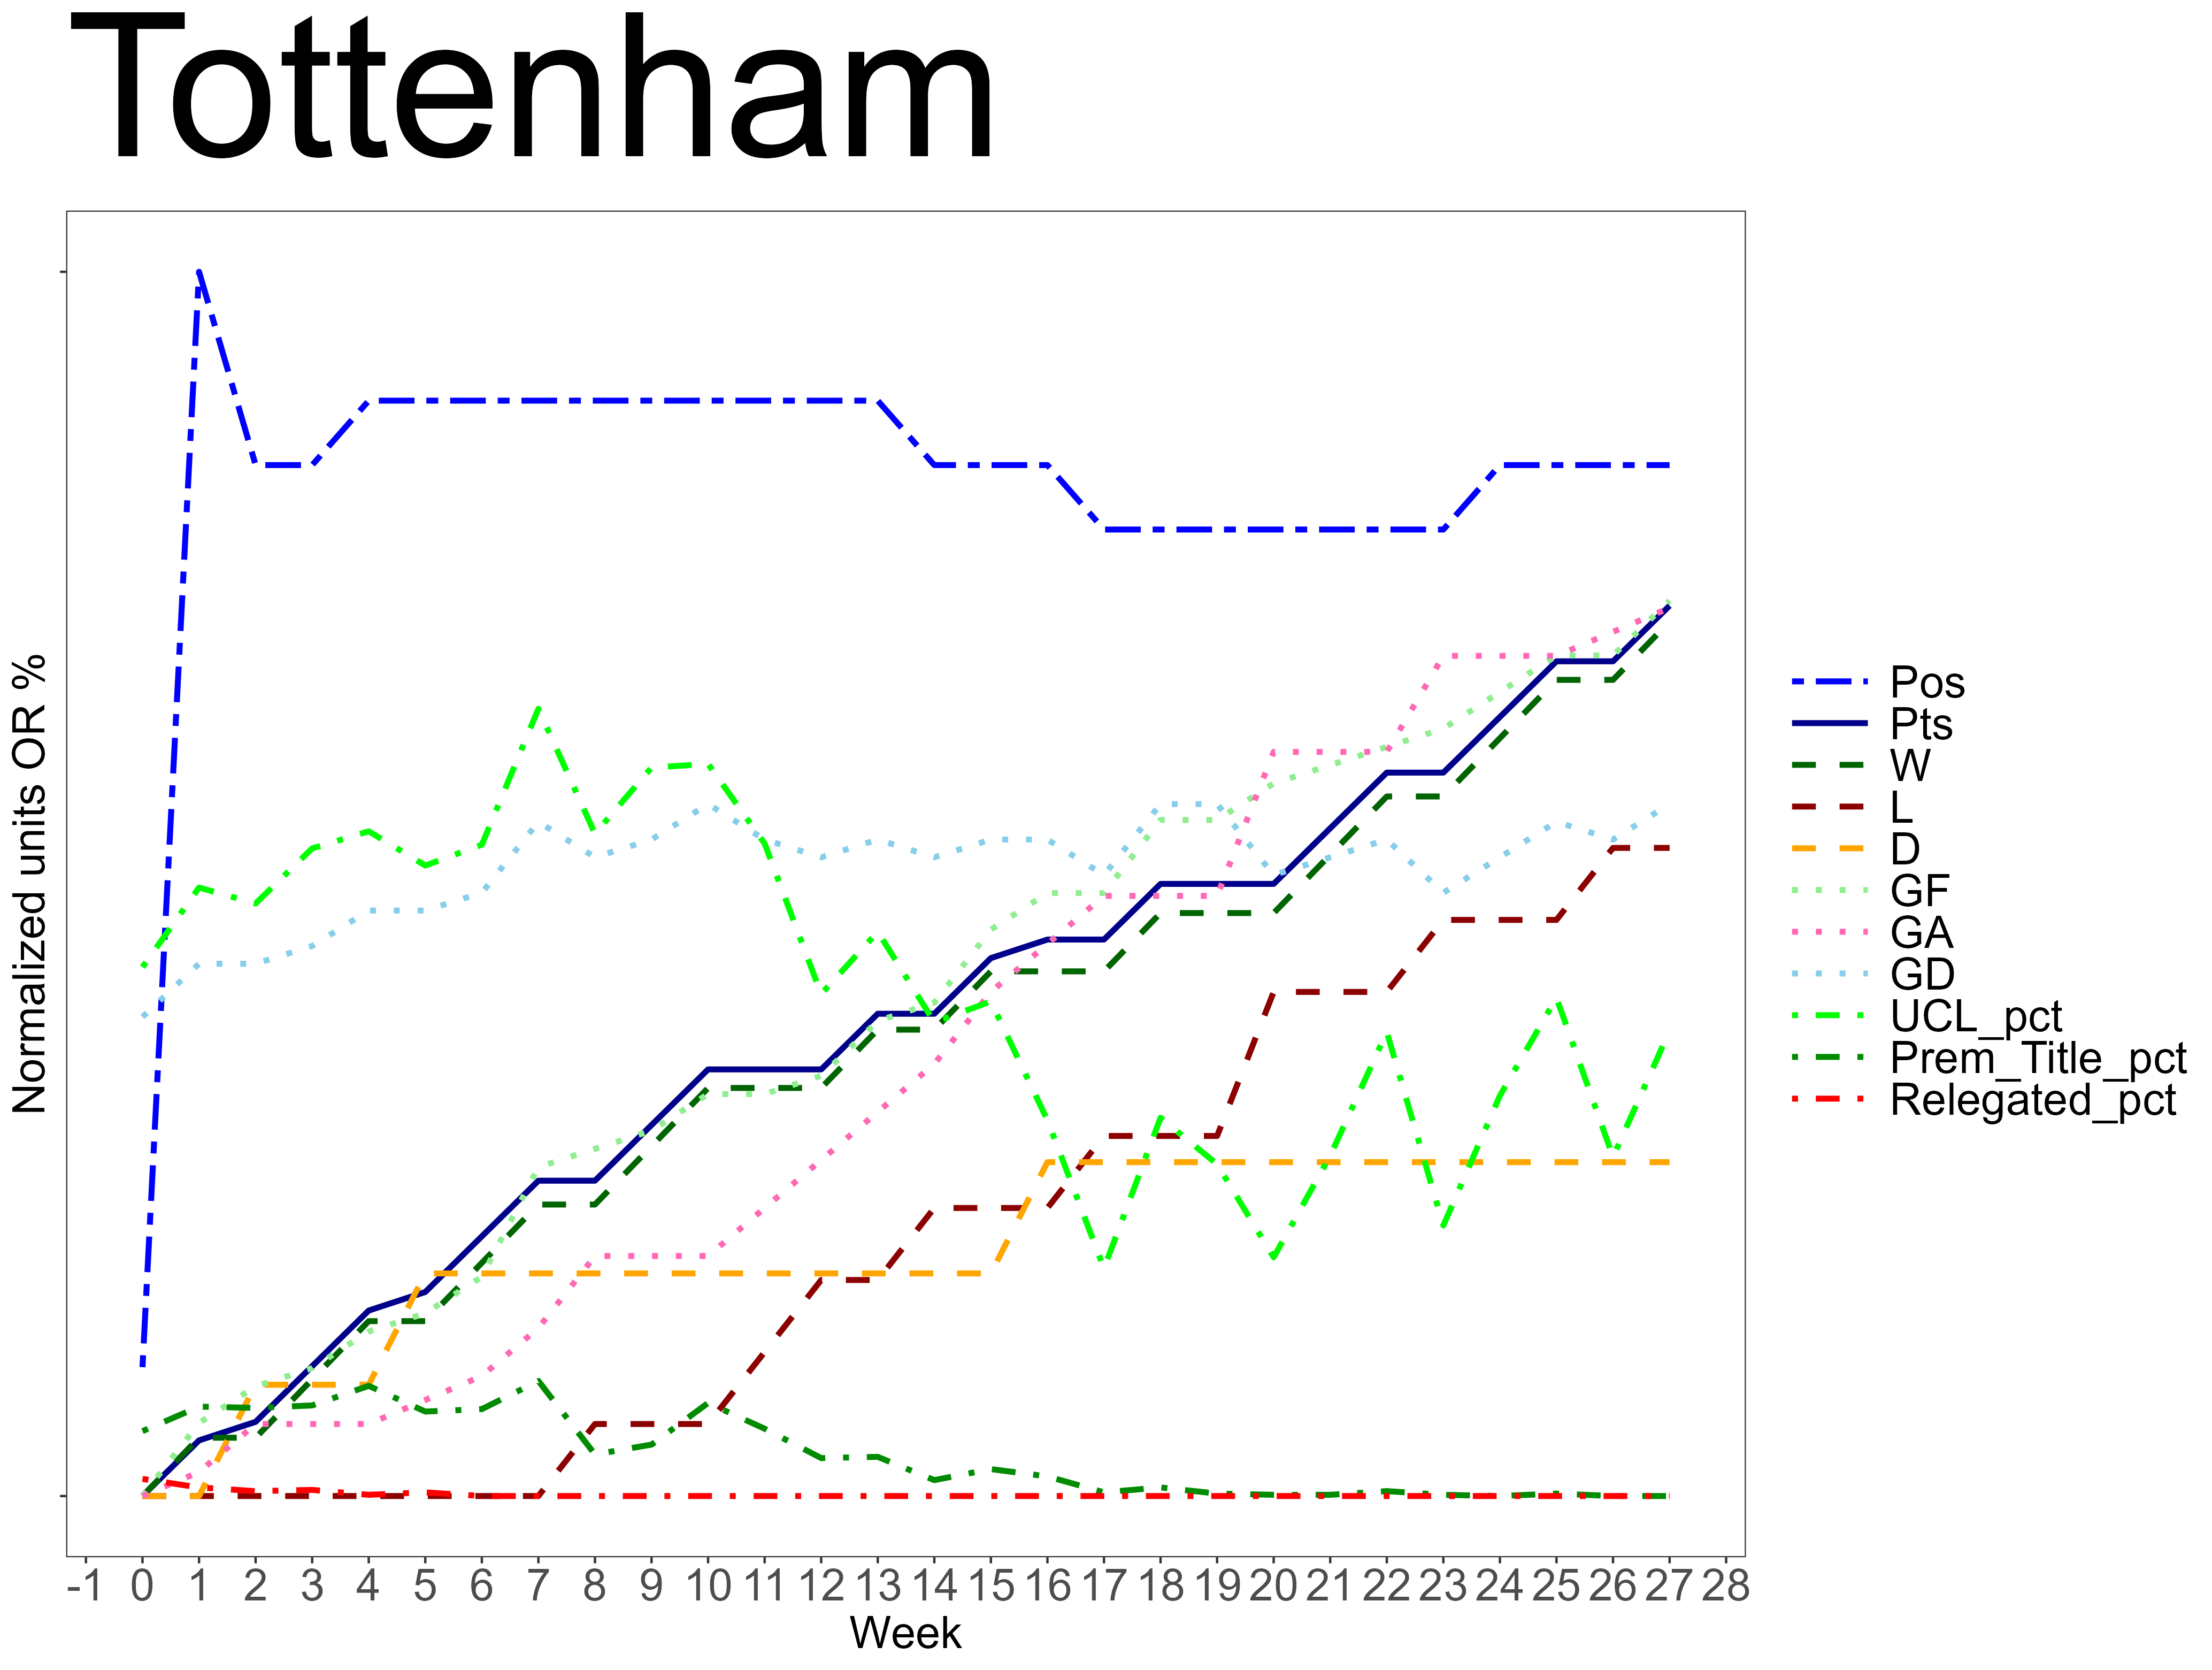 Tottenham
Normalized units OR %
Pos
Pts
W
L
D
GF
GA
GD
UCL_pct
Prem_Title_pct
Relegated_pct
-1 0 1 2 3 4 5 6 7 8 9 10 11 12 13 14 15 16 17 18 19 20 21 22 23 24 25 26 27 28
Week